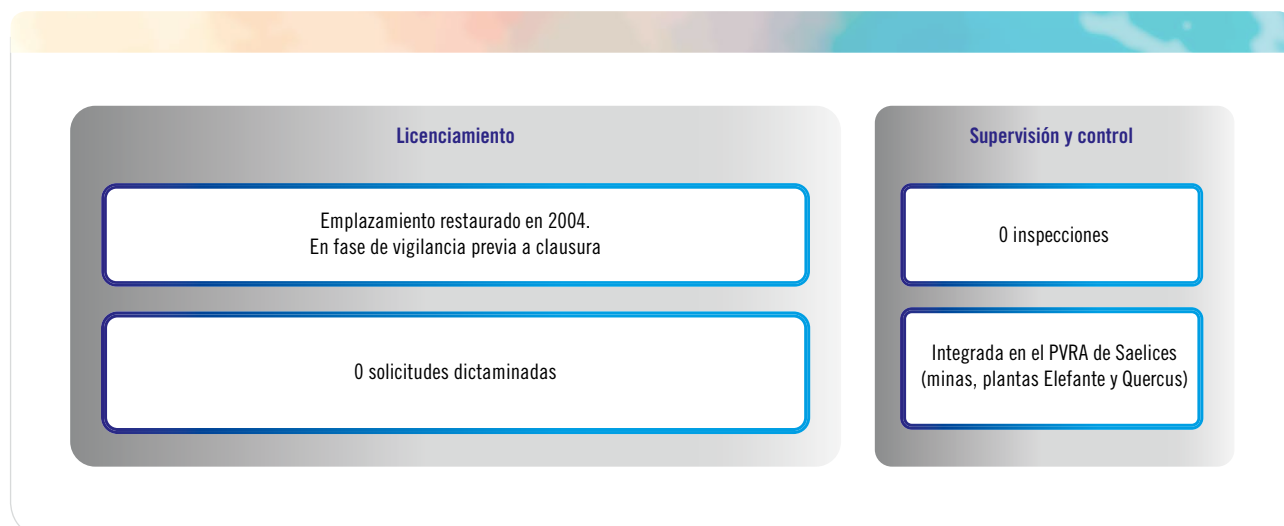 Licenciamiento
Emplazamiento restaurado en 2004.
En fase de vigilancia previa a clausura
0 solicitudes dictaminadas
Supervisión y control
0 inspecciones
Integrada en el PVRA de Saelices
(minas, plantas Elefante y Quercus)